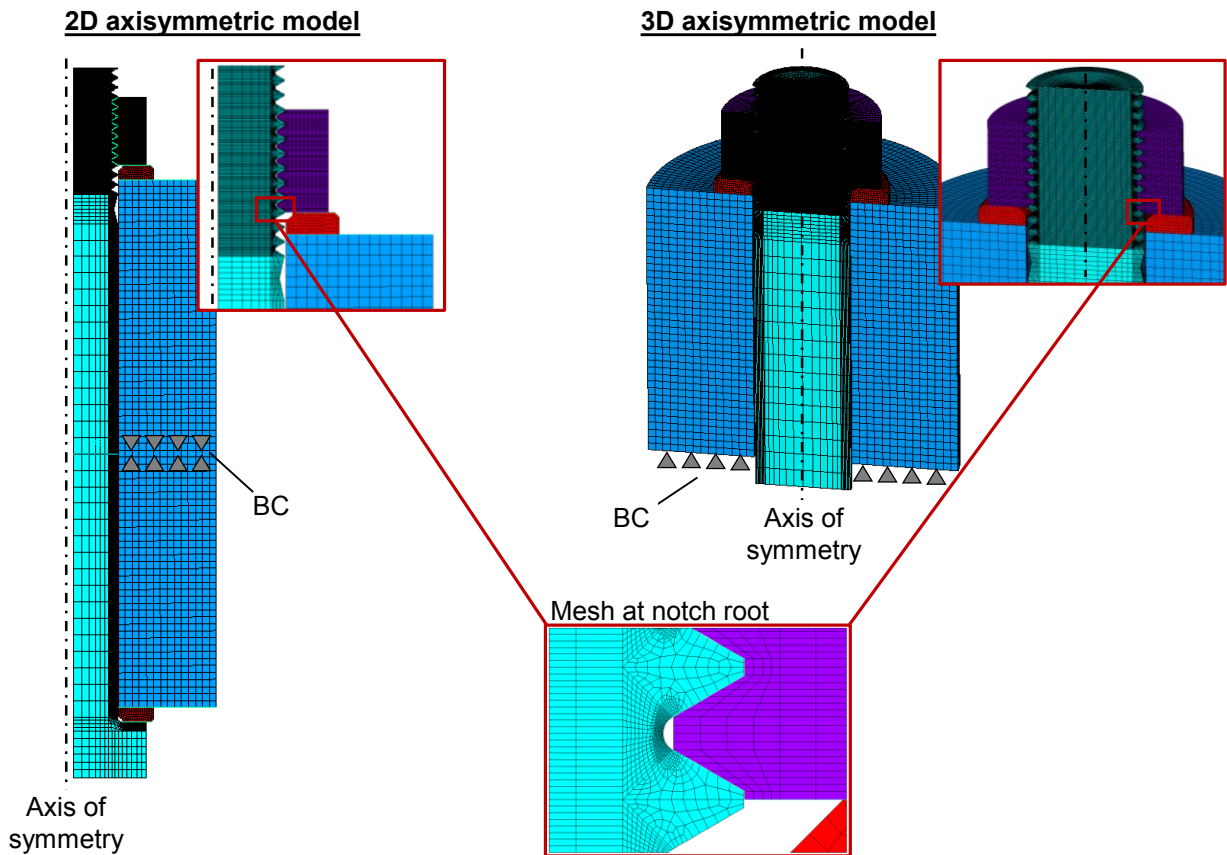 2D axisymmetric model
3D axisymmetric model
BC
BC
Axis of
symmetry
Mesh at notch root
Axis of
symmetry